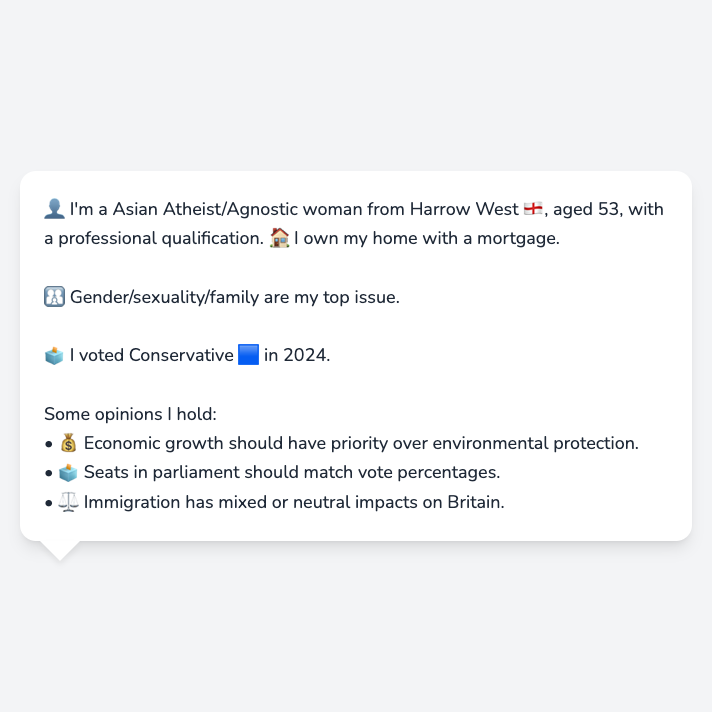 👤 I'm a Asian Atheist/Agnostic woman from Harrow West 🏴󠁧󠁢󠁥󠁮󠁧󠁿, aged 53, with
a professional qualification. 🏠 I own my home with a mortgage.
🚻 Gender/sexuality/family are my top issue.
🗳️ I voted Conservative 🟦 in 2024.
Some opinions I hold:
• 💰 Economic growth should have priority over environmental protection.
• 🗳️ Seats in parliament should match vote percentages.
• ⚖️ Immigration has mixed or neutral impacts on Britain.